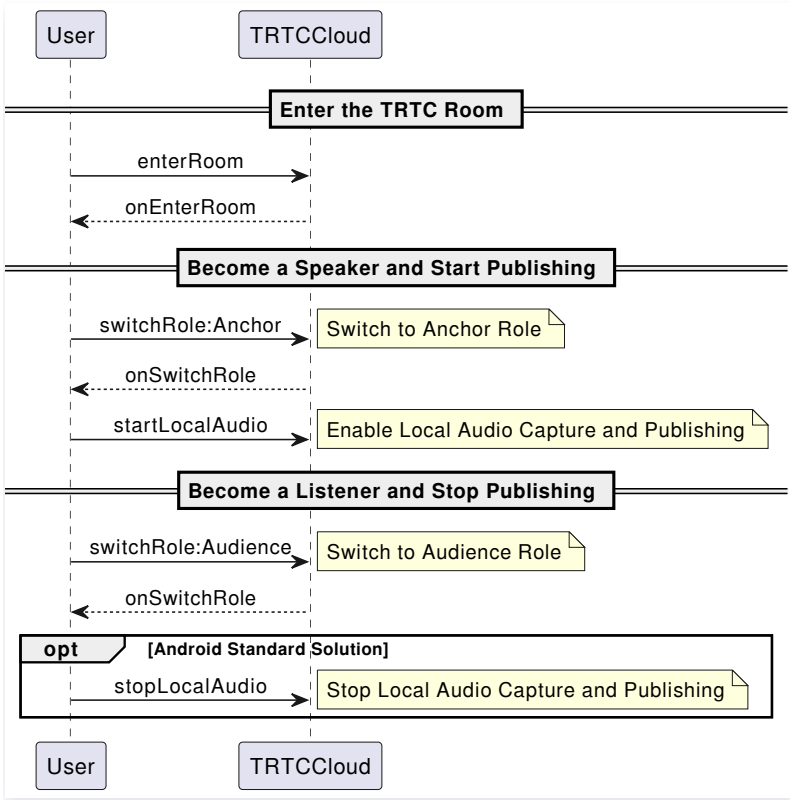 User TRTCCloud
Enter the TRTC Room
enterRoom
onEnterRoom
Become a Speaker and Start Publishing
switchRole:Anchor Switch to Anchor Role
onSwitchRole
startLocalAudio Enable Local Audio Capture and Publishing
Become a Listener and Stop Publishing
switchRole:Audience Switch to Audience Role
onSwitchRole
opt [Android Standard Solution]
stopLocalAudio Stop Local Audio Capture and Publishing
User TRTCCloud